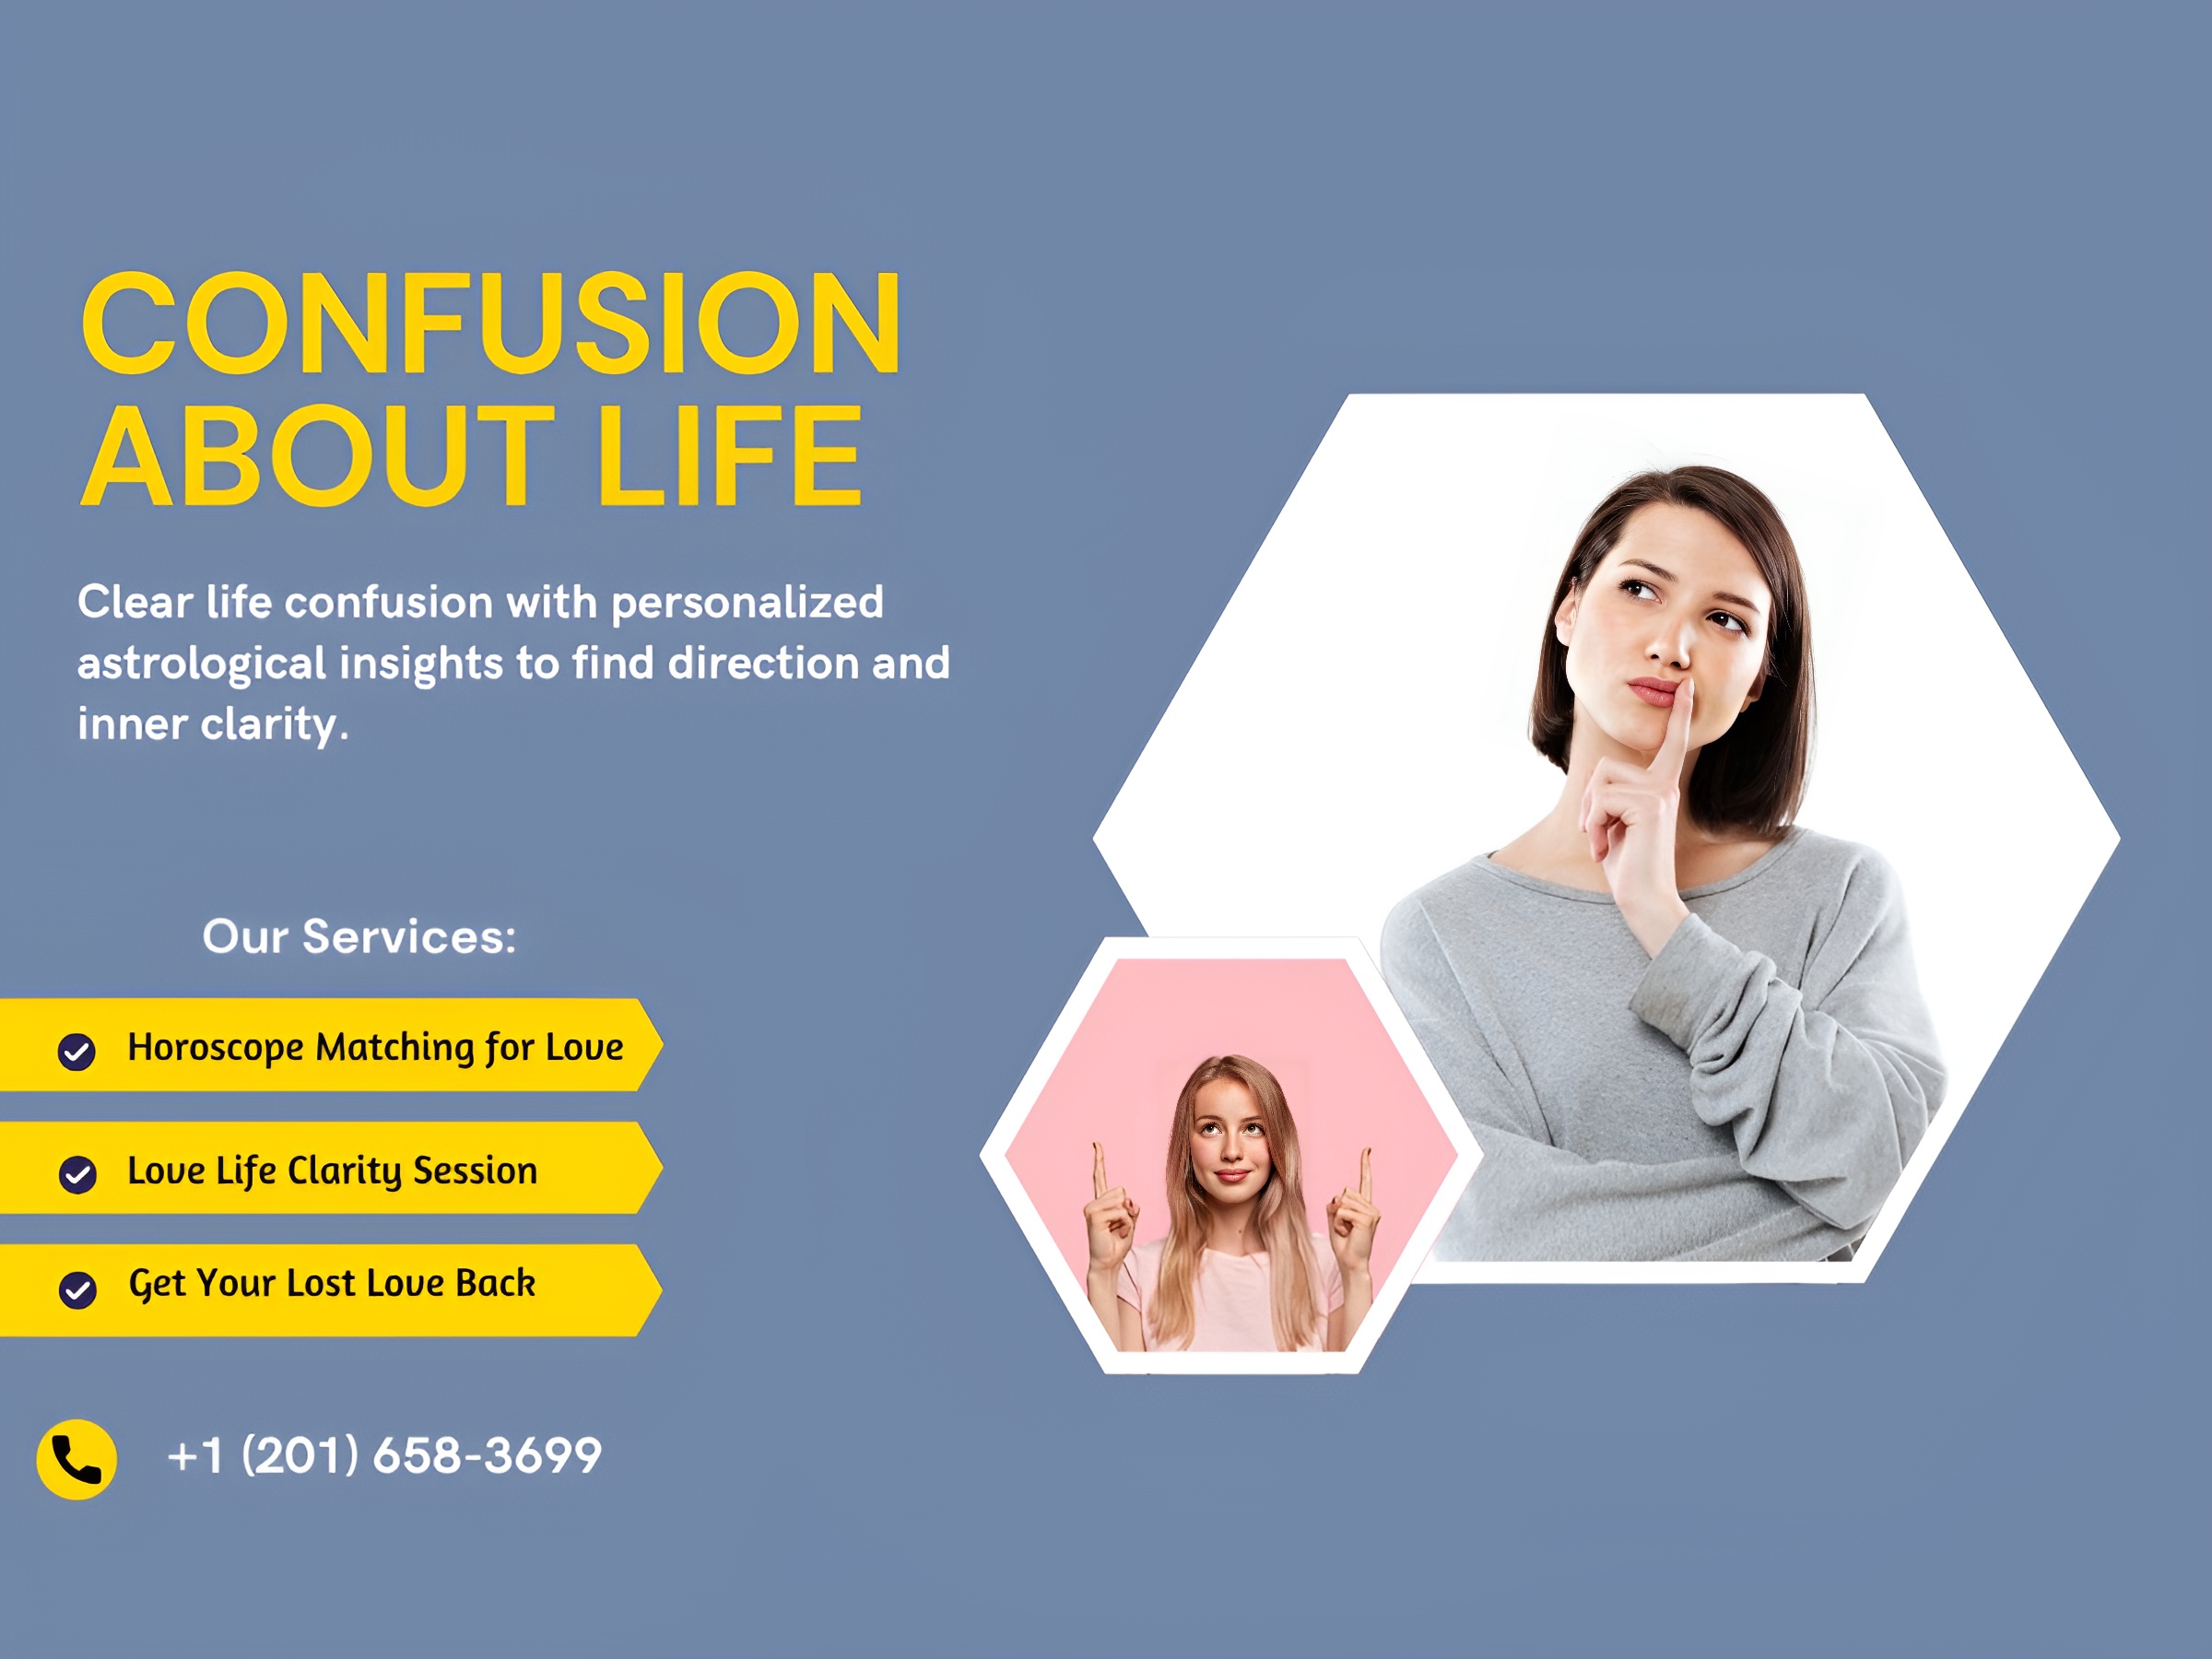 CONFUSION
ABOUT LIFE
Clear life confusion with personalized
astrological insights to find direction and
inner clarity.
Our Services:
Horoscope Matching for Love
Love Life Clarity Session
Get Your Lost Love Back
+1 (201) 658-3699